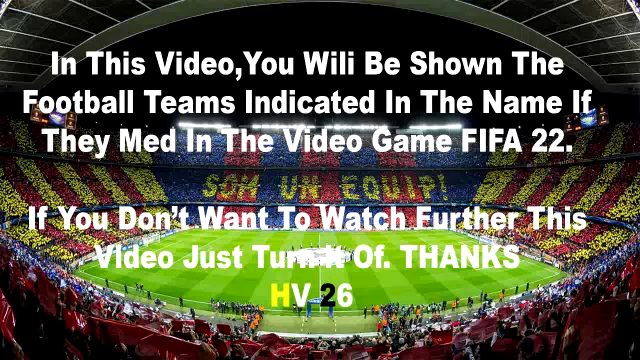 In This Video,You Wili Be Shown The
Football Teams Indicated In The Name If
They Med In The Video Game FIFA 22.
SOM UN EQUIP!
If You Don't Want To Watch Further This
Video Just Turn It Of. THANKS
HV 26